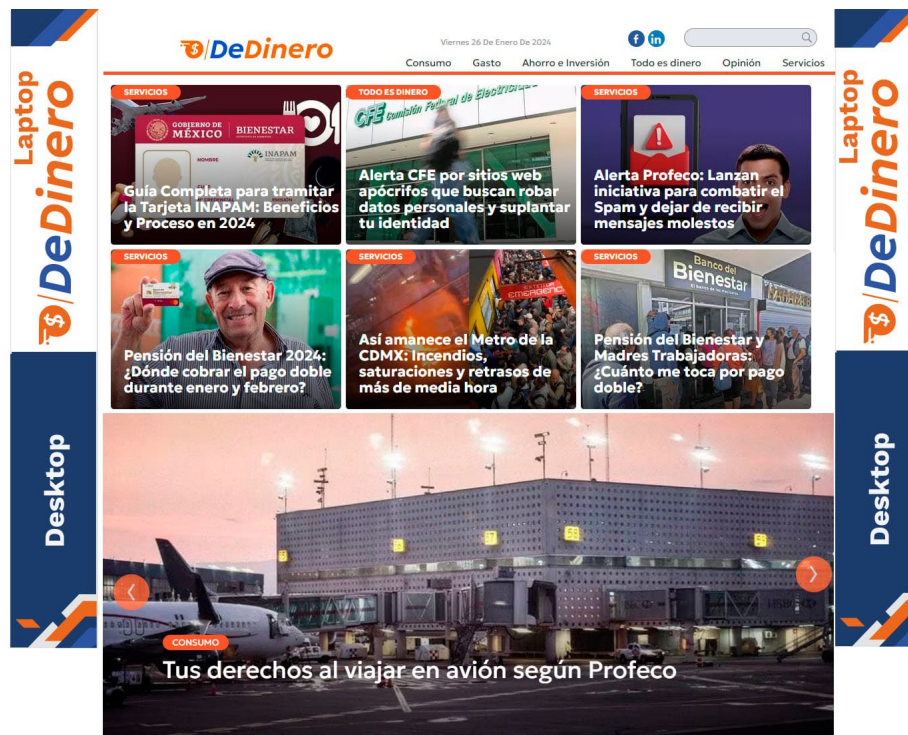 Laptop
DeDinero
Desktop
DeDinero
Viernes 26 De Enero De 2024
Consumo Gasto Ahorro e Inversión Todo es dinero Opinión Servicios
SERVICIOS
GOBIERNO DE
MÉXICO BIENESTAR
INAPAM
NOMBRE
Guía Completa para tramitar
la Tarjeta INAPAM: Beneficios
y Proceso en 2024
TODO ES DINERO
CFE Comisión Federal de Electricidad
Alerta CFE por sitios web
apócrifos que buscan robar
datos personales y suplantar
tu identidad
SERVICIOS
Alerta Profeco: Lanzan
iniciativa para combatir el
Spam y dejar de recibir
mensajes molestos
SERVICIOS
Pensión del Bienestar 2024:
¿Dónde cobrar el pago doble
durante enero y febrero?
SERVICIOS
EMERGENC
Así amanece el Metro de la
CDMX: Incendios,
saturaciones y retrasos de
más de media hora
SERVICIOS
Banco del
Bienestar
Pensión del Bienestar y
Madres Trabajadoras:
¿Cuánto me toca por pago
doble?
59
CONSUMO
Tus derechos al viajar en avión según Profeco
Laptop
DeDinero
Desktop